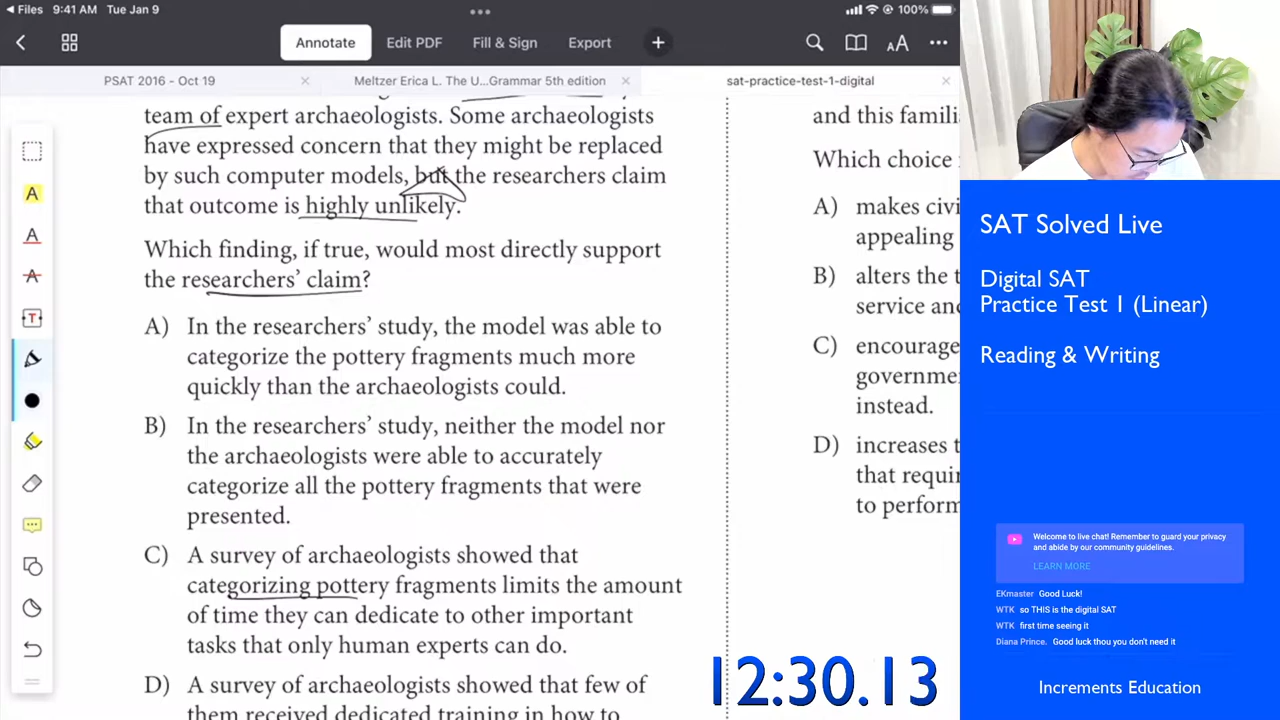 Files 9:41 AM Tue Jan 9 100%
Annotate Edit PDF Fill & Sign Export
PSAT 2016 - Oct 19
Meltzer Erica L. The U...Grammar 5th edition
sat-practice-test-1-digital
team of expert archaeologists. Some archaeologists
have expressed concern that they might be replaced
by such computer models, but the researchers claim
that outcome is highly unlikely.
Which finding, if true, would most directly support
the researchers' claim?
A) In the researchers' study, the model was able to
categorize the pottery fragments much more
quickly than the archaeologists could.
B) In the researchers' study, neither the model nor
the archaeologists were able to accurately
categorize all the pottery fragments that were
presented.
C) A survey of archaeologists showed that
categorizing pottery fragments limits the amount
of time they can dedicate to other important
tasks that only human experts can do.
D) A survey of archaeologists showed that few of
them received dedicated training in how to
and this famili
Which choice
A) makes civi
appealing
B) alters the t
service and
C) encourage
governme
instead.
D) increases t
that requir
to perform
12:30.13
SAT Solved Live
Digital SAT
Practice Test 1 (Linear)
Reading & Writing
Welcome to live chat! Remember to guard your privacy
and abide by our community guidelines.
LEARN MORE
EKmaster Good Luck!
WTK so THIS is the digital SAT
WTK first time seeing it
Diana Prince. Good luck thou you don't need it
Increments Education